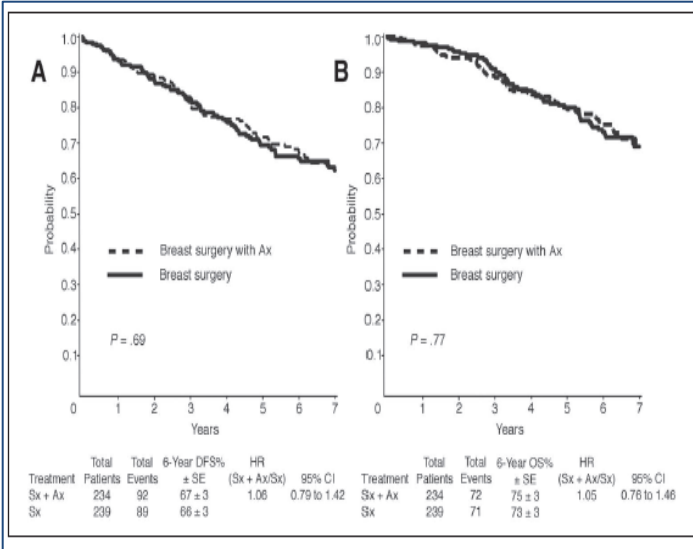 A
B
1.0
0.9
0.8
0.7
0.6
0.5
0.4
0.3
0.2
0.1
Probability
Breast surgery with Ax
Breast surgery
P = .69
0 1 2 3 4 5 6 7
Years
1.0
0.9
0.8
0.7
0.6
0.5
0.4
0.3
0.2
0.1
Probability
Breast surgery with Ax
Breast surgery
P = .77
0 1 2 3 4 5 6 7
Years
Total Total 6-Year DFS% HR
Treatment Patients Events ± SE (Sx + Ax/Sx) 95% CI
Sx + Ax 234 92 67 ± 3 1.06 0.79 to 1.42
Sx 239 89 66 ± 3
Total Total 6-Year OS% HR
Treatment Patients Events ± SE (Sx + Ax/Sx) 95% CI
Six + Ax 234 72 75 ± 3 1.05 0.76 to 1.46
Six 239 71 73 ± 3